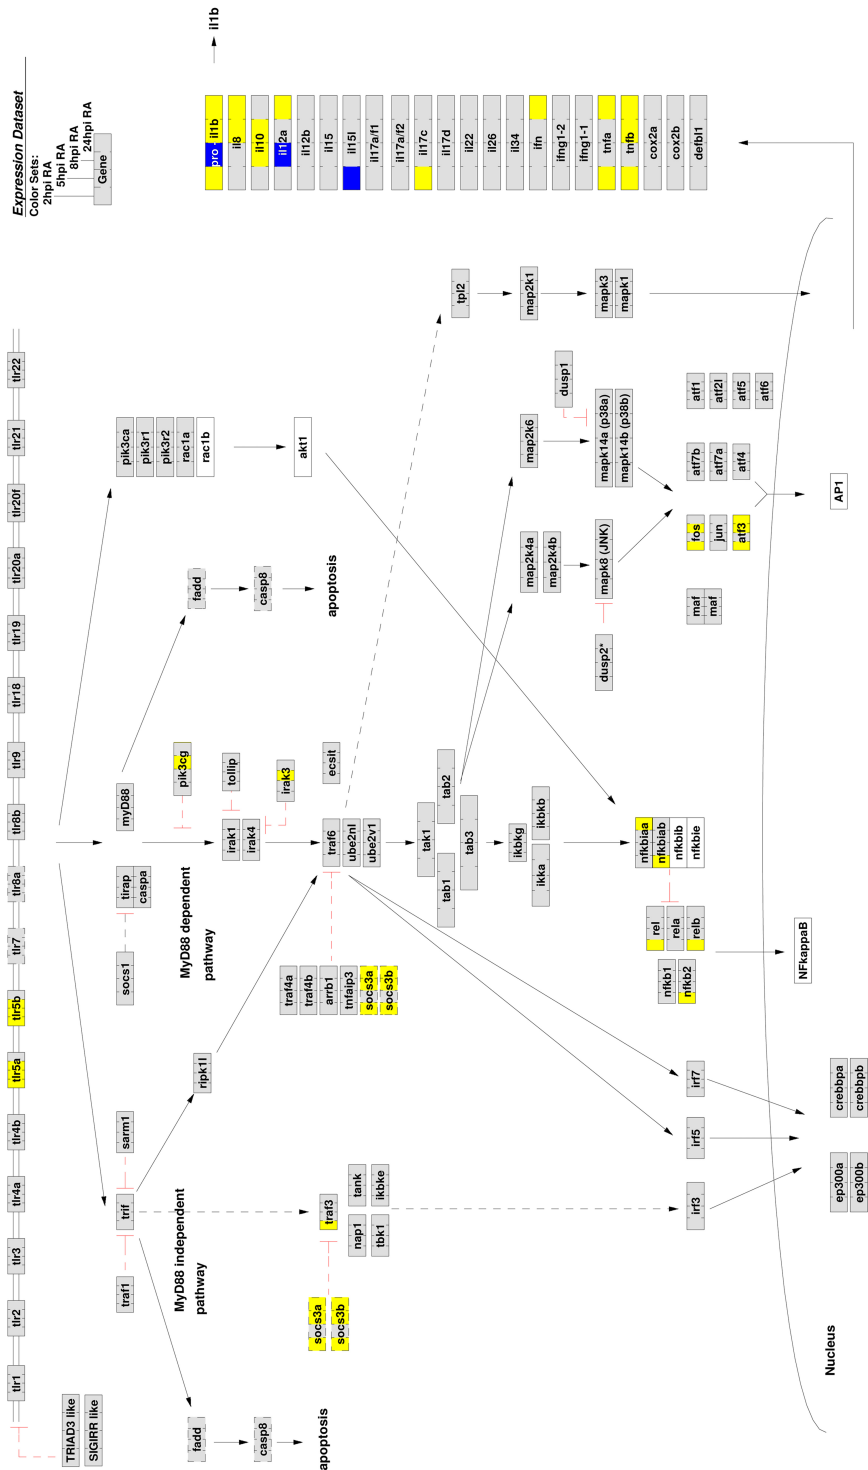 tlr1
tlr2
tlr3
tlr4a
tlr4b
tlr5a
tlr5b
tlr7
tlr8a
tlr8b
tlr9
tlr18
tlr19
tlr20a
tlr20f
tlr21
tlr22
Expression Dataset
Color Sets:
2hpi RA
5hpi RA
8hpi RA
24hpi RA
Gene
TRIAD3 like
SIGIRR like
traf1
trif
sarm1
socs1
tirap
caspa
myD88
pik3ca
pik3r1
pik3r2
rac1a
rac1b
MyD88 independent
pathway
MyD88 dependent
pathway
pik3cg
fadd
casp8
apoptosis
ripk1l
fadd
casp8
apoptosis
irak1
irak4
tollip
irak3
akt1
socs3a
socs3b
traf3
nap1
tank
tbk1
ikbke
traf4a
traf4b
arrb1
tnfaip3
socs3a
socs3b
traf6
ube2nl
ube2v1
ecsit
tak1
tab1
tab2
tab3
ikbkg
ikka
ikbkb
tpl2
map2k1
mapk3
mapk1
map2k4a
map2k4b
map2k6
dusp1
dusp2*
mapk8 (JNK)
mapk14a (p38a)
mapk14b (p38b)
nfkbiaa
nfkbiab
nfkbib
nfkbie
rel
rela
relb
nfkb1
nfkb2
irf3
irf5
irf7
maf
maf
fos
jun
atf3
atf7b
atf7a
atf4
atf1
atf2l
atf5
atf6
Nucleus
ep300a
ep300b
crebbpa
crebbpb
NFkappaB
AP1
pro il1b
il1b
il8
il10
il12a
il12b
il15
il15l
il17a/f1
il17a/f2
il17c
il17d
il22
il26
il34
ifn
ifng1-2
ifng1-1
tnfa
tnfb
cox2a
cox2b
defbl1